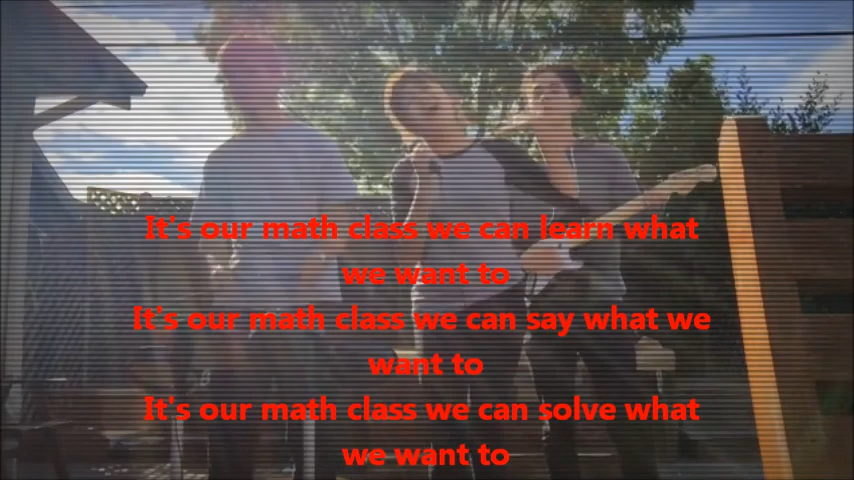 It's our math class we can learn what
we want to
It's our math class we can say what we
want to
It's our math class we can solve what
we want to